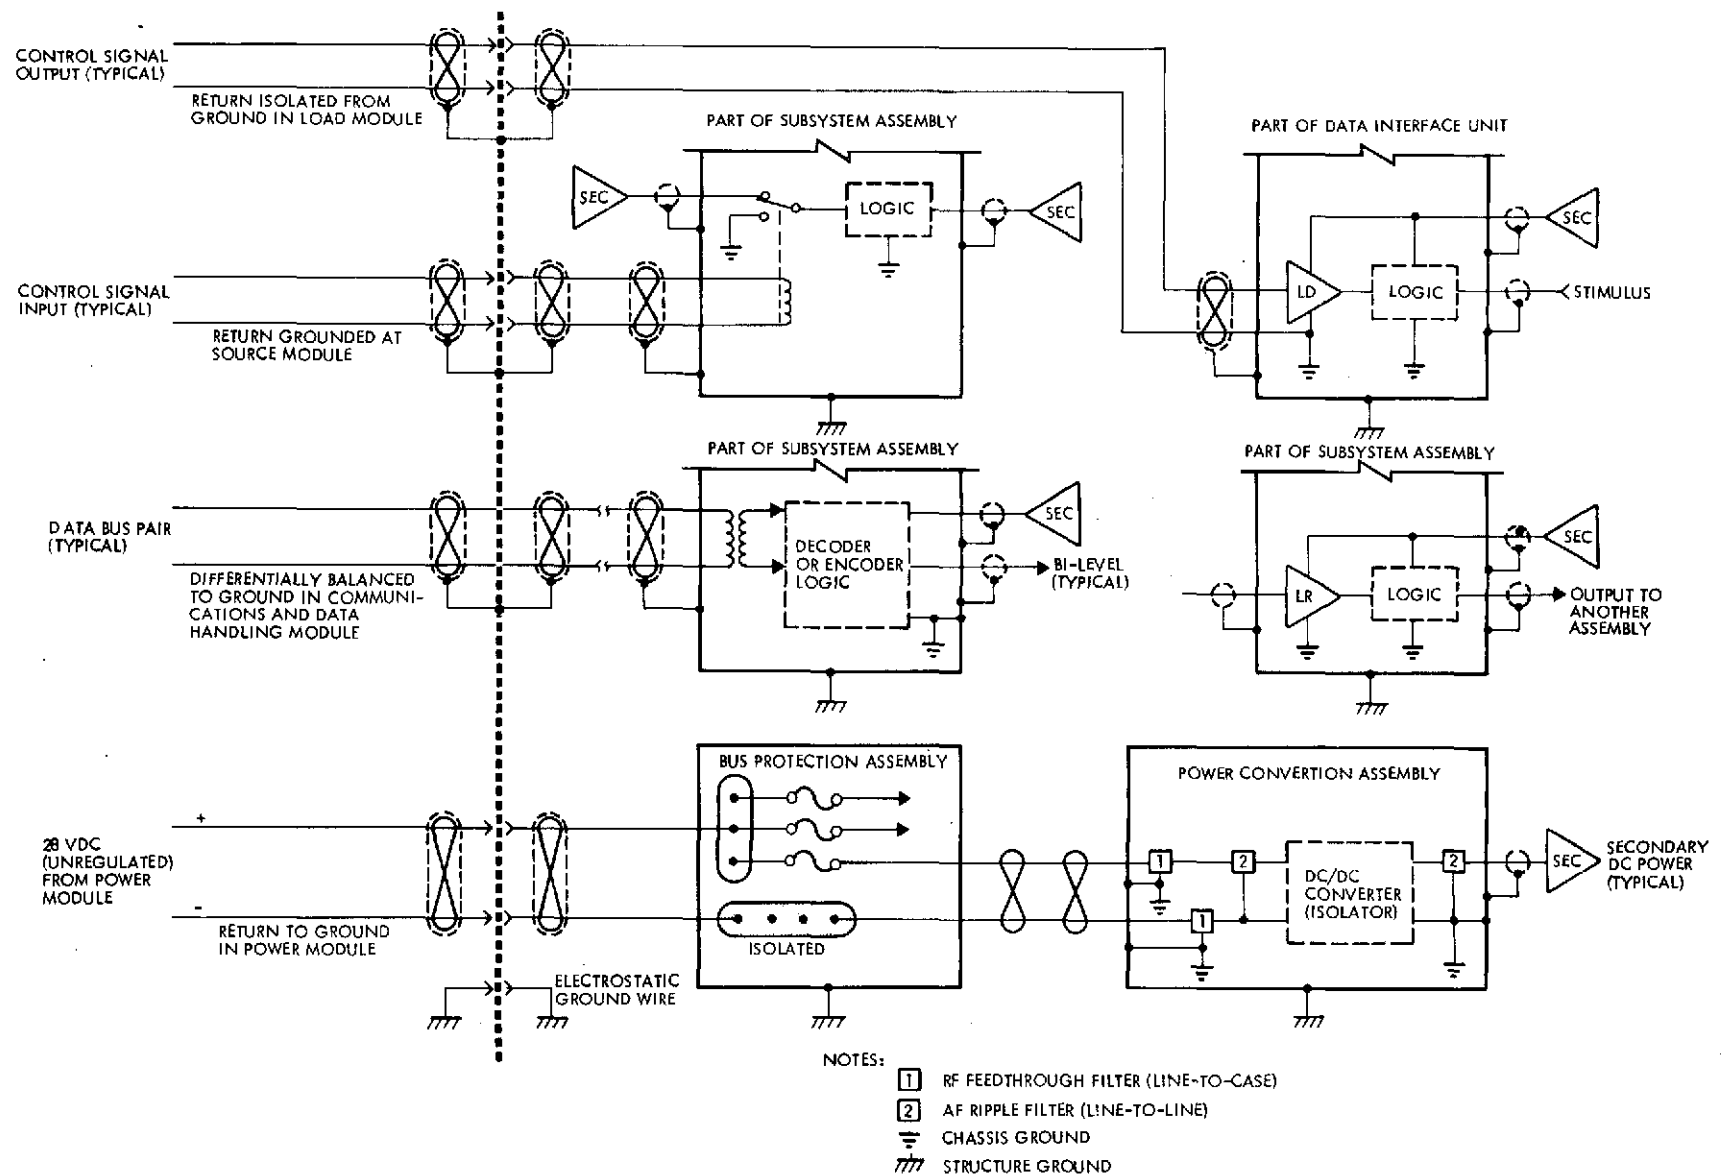 CONTROL SIGNAL
OUTPUT (TYPICAL)
RETURN ISOLATED FROM
GROUND IN LOAD MODULE
PART OF SUBSYSTEM ASSEMBLY
SEC
LOGIC
SEC
PART OF DATA INTERFACE UNIT
SEC
LD
LOGIC
STIMULUS
CONTROL SIGNAL
INPUT (TYPICAL)
RETURN GROUNDED AT
SOURCE MODULE
PART OF SUBSYSTEM ASSEMBLY
DATA BUS PAIR
(TYPICAL)
DIFFERENTIALLY BALANCED
TO GROUND IN COMMUNI-
CATIONS AND DATA
HANDLING MODULE
DECODER
OR ENCODER
LOGIC
SEC
BI-LEVEL
(TYPICAL)
PART OF SUBSYSTEM ASSEMBLY
SEC
LR
LOGIC
OUTPUT TO
ANOTHER
ASSEMBLY
28 VDC
(UNREGULATED)
FROM POWER
MODULE
+
-
RETURN TO GROUND
IN POWER MODULE
BUS PROTECTION ASSEMBLY
ISOLATED
POWER CONVERTION ASSEMBLY
1
2
1
DC/DC
CONVERTER
(ISOLATOR)
2
SEC
SECONDARY
DC POWER
(TYPICAL)
ELECTROSTATIC
GROUND WIRE
NOTES:
1 RF FEEDTHROUGH FILTER (LINE-TO-CASE)
2 AF RIPPLE FILTER (LINE-TO-LINE)
CHASSIS GROUND
STRUCTURE GROUND